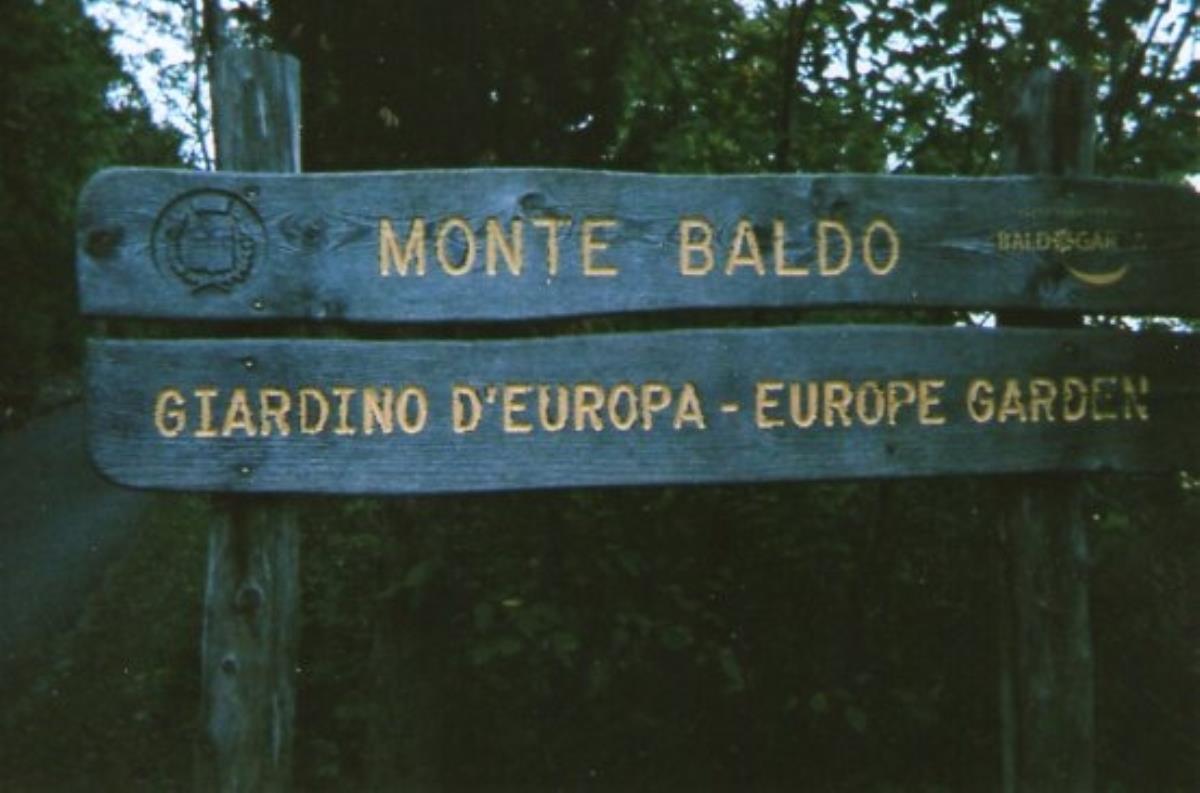 MONTE BALDO
GIARDINO D'EUROPA - EUROPE GARDEN